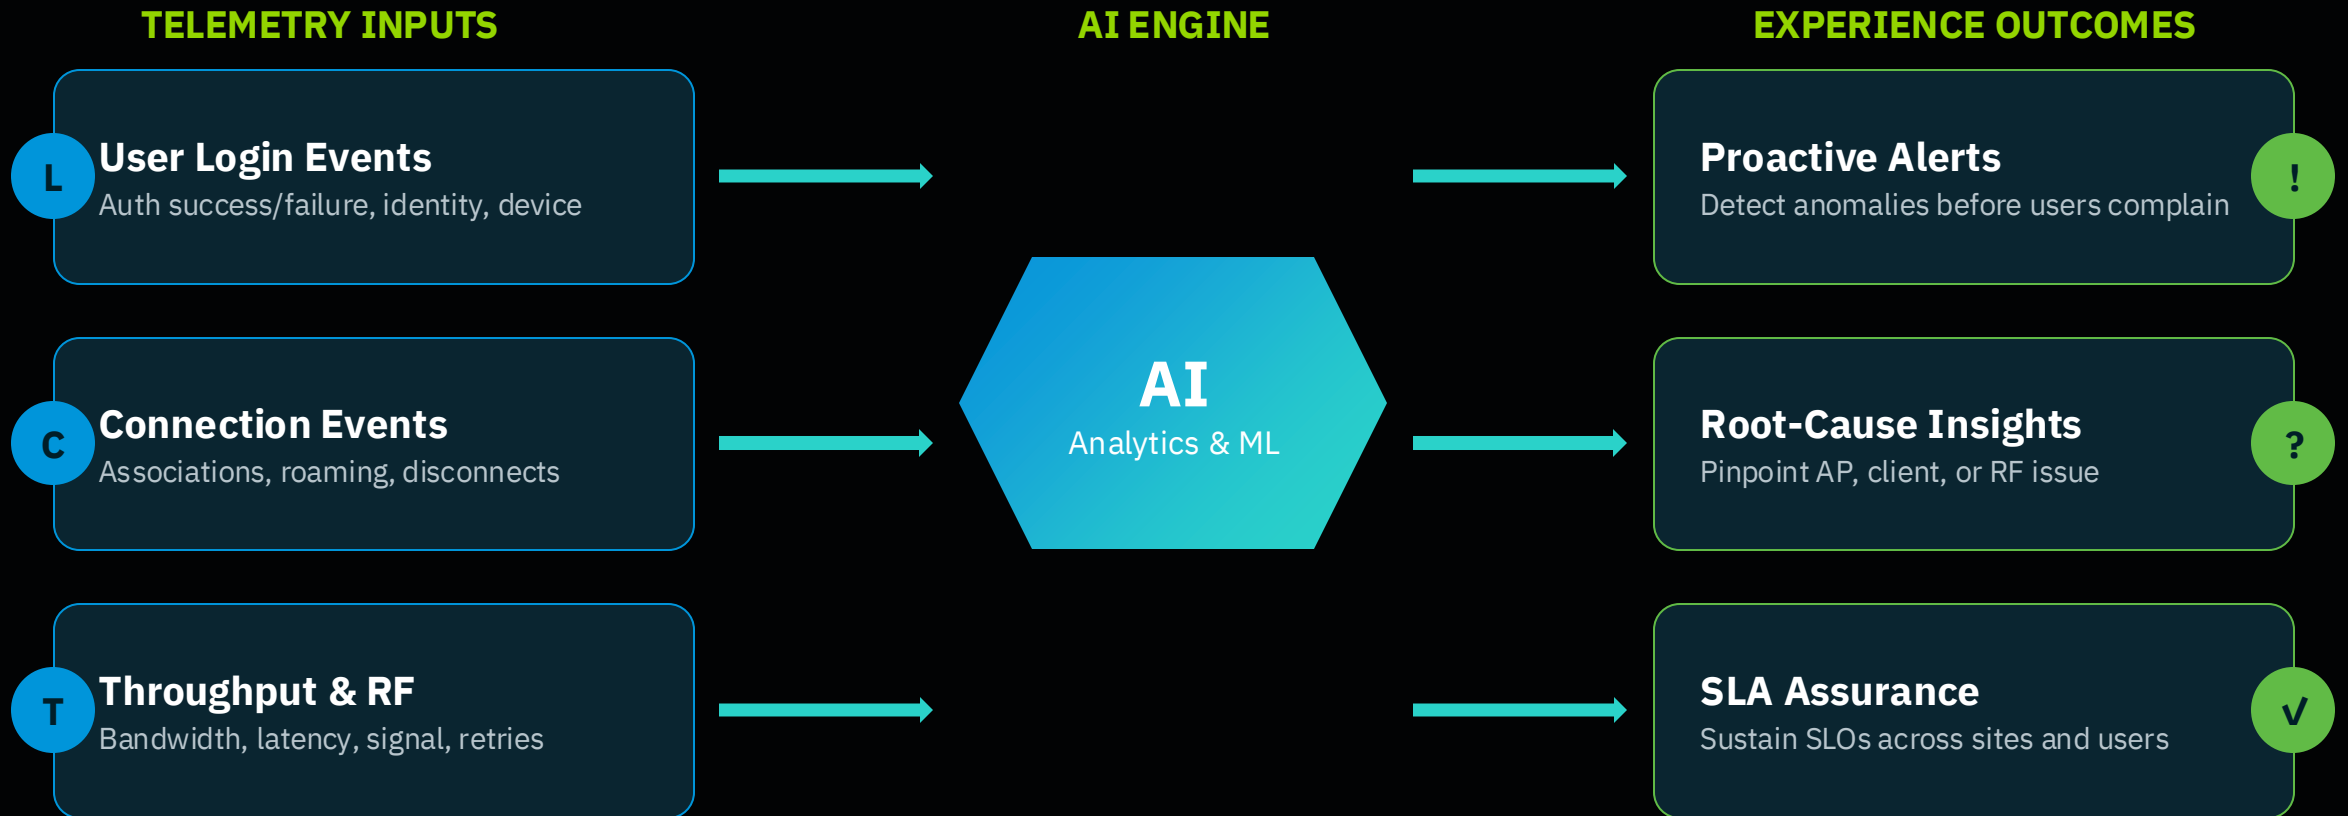 TELEMETRY INPUTS
AI ENGINE
EXPERIENCE OUTCOMES
L
User Login Events
Auth success/failure, identity, device
Proactive Alerts
Detect anomalies before users complain
!
C
Connection Events
Associations, roaming, disconnects
AI
Analytics & ML
Root-Cause Insights
Pinpoint AP, client, or RF issue
?
T
Throughput & RF
Bandwidth, latency, signal, retries
SLA Assurance
Sustain SLOs across sites and users
✓